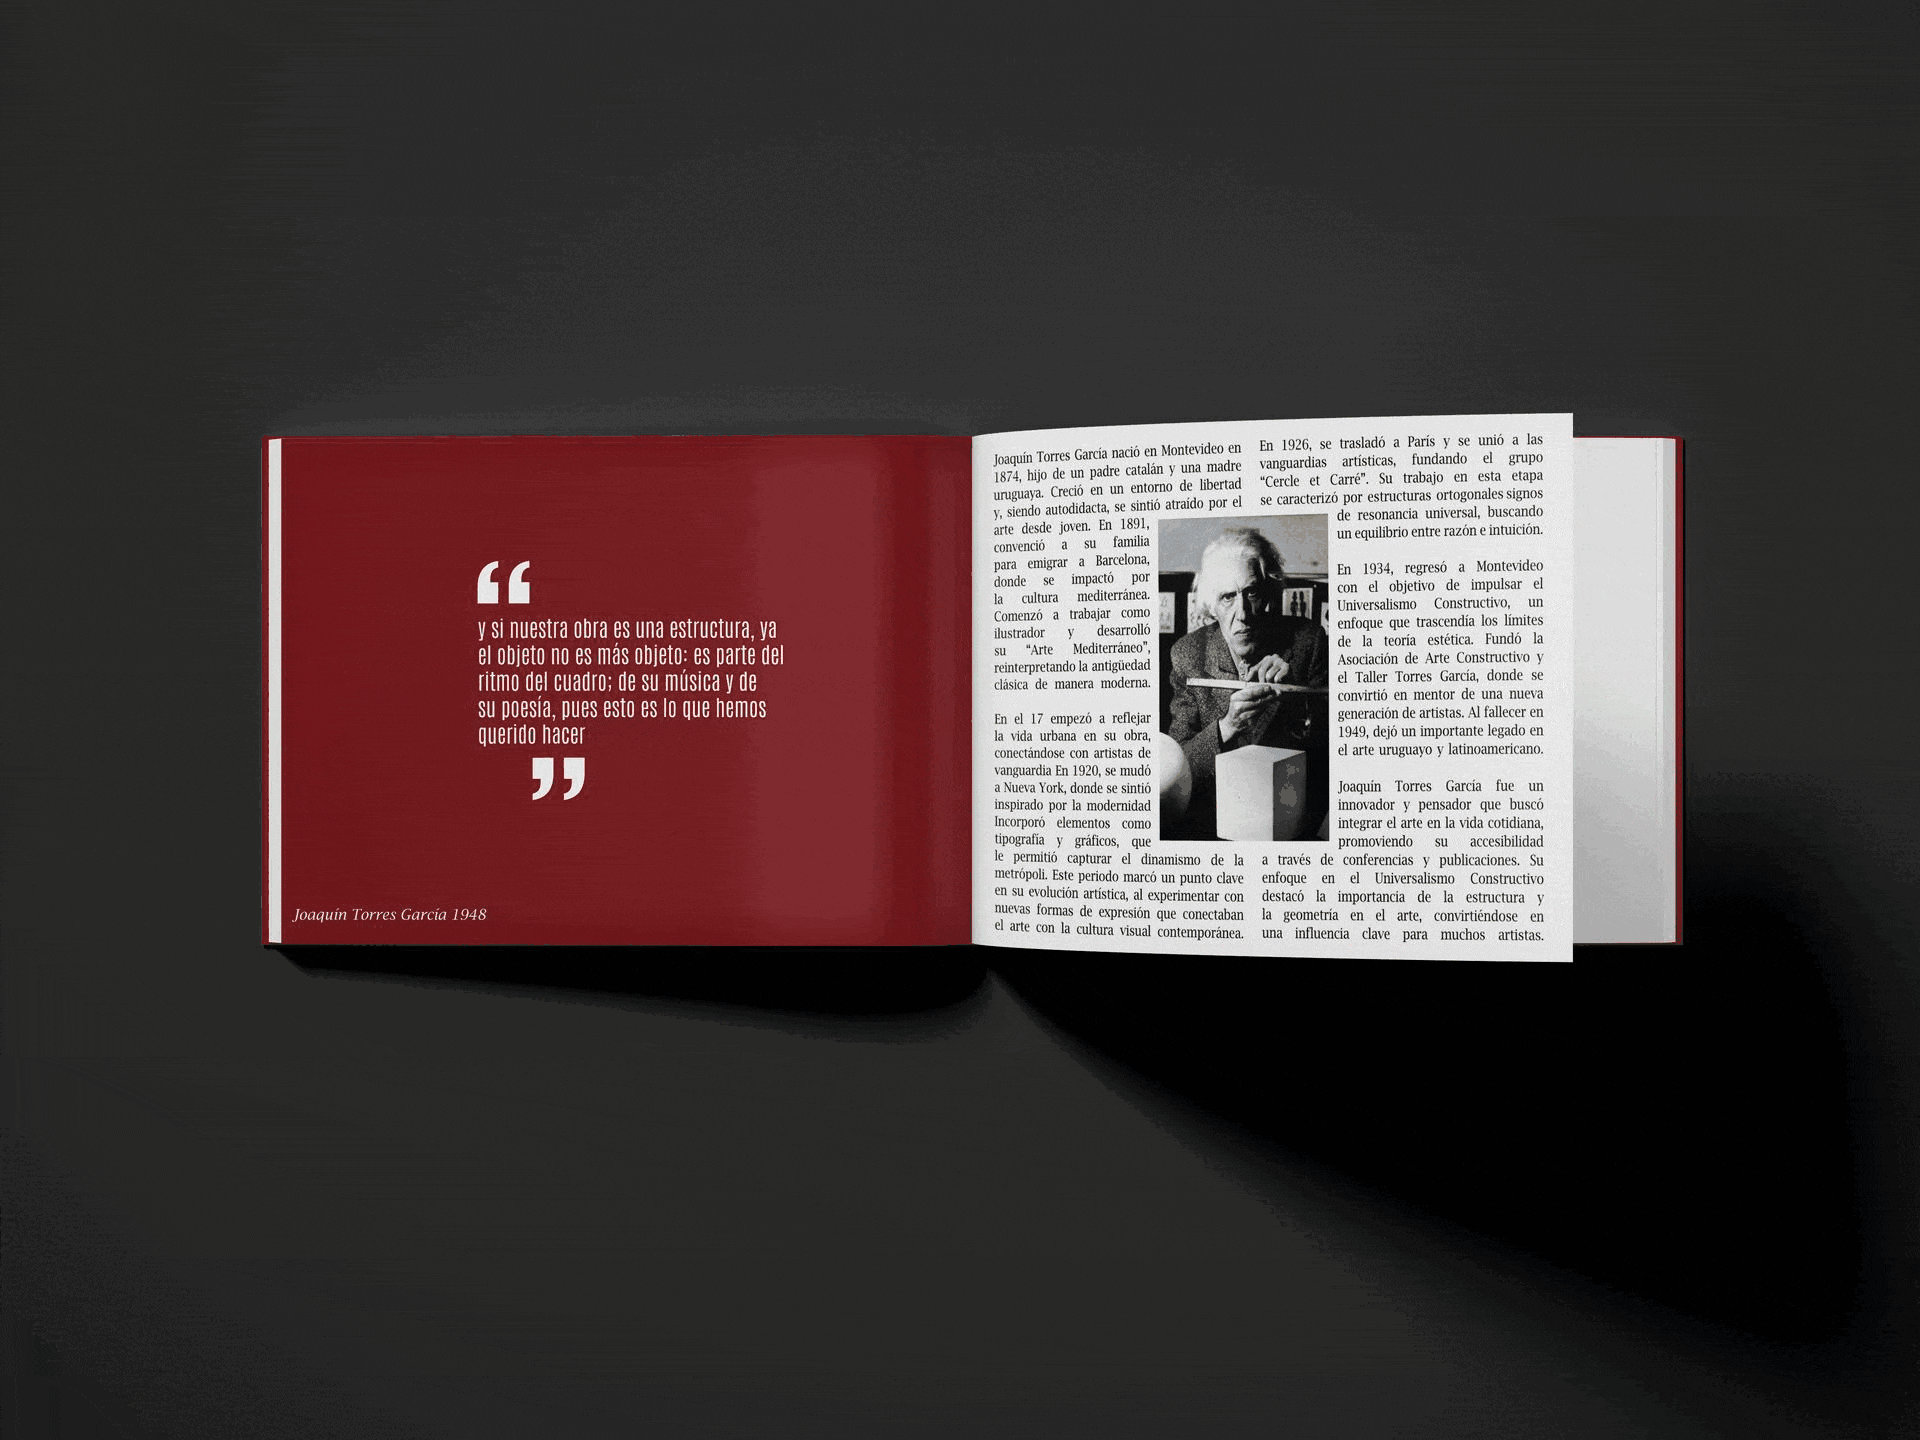 “
y si nuestra obra es una estructura, ya
el objeto no es más objeto: es parte del
ritmo del cuadro; de su música y de
su poesía, pues esto es lo que hemos
querido hacer
”
Joaquín Torres García 1948
Joaquín Torres García nació en Montevideo en
1874, hijo de un padre catalán y una madre
uruguaya. Creció en un entorno de libertad
y, siendo autodidacta, se sintió atraído por el
arte desde joven. En 1891,
convenció a su familia
para emigrar a Barcelona,
donde se impactó por
la cultura mediterránea.
Comenzó a trabajar como
ilustrador y desarrolló
su “Arte Mediterráneo”,
reinterpretando la antigüedad
clásica de manera moderna.
En el 17 empezó a reflejar
la vida urbana en su obra,
conectándose con artistas de
vanguardia En 1920, se mudó
a Nueva York, donde se sintió
inspirado por la modernidad
Incorporó elementos como
tipografía y gráficos, que
le permitió capturar el dinamismo de la
metrópoli. Este periodo marcó un punto clave
en su evolución artística, al experimentar con
nuevas formas de expresión que conectaban
el arte con la cultura visual contemporánea.
En 1926, se trasladó a París y se unió a las
vanguardias artísticas, fundando el grupo
“Cercle et Carré”. Su trabajo en esta etapa
se caracterizó por estructuras ortogonales signos
de resonancia universal, buscando
un equilibrio entre razón e intuición.
En 1934, regresó a Montevideo
con el objetivo de impulsar el
Universalismo Constructivo, un
enfoque que trascendía los límites
de la teoría estética. Fundó la
Asociación de Arte Constructivo y
el Taller Torres García, donde se
convirtió en mentor de una nueva
generación de artistas. Al fallecer en
1949, dejó un importante legado en
el arte uruguayo y latinoamericano.
Joaquín Torres García fue un
innovador y pensador que buscó
integrar el arte en la vida cotidiana,
promoviendo su accesibilidad
a través de conferencias y publicaciones. Su
enfoque en el Universalismo Constructivo
destacó la importancia de la estructura y
la geometría en el arte, convirtiéndose en
una influencia clave para muchos artistas.